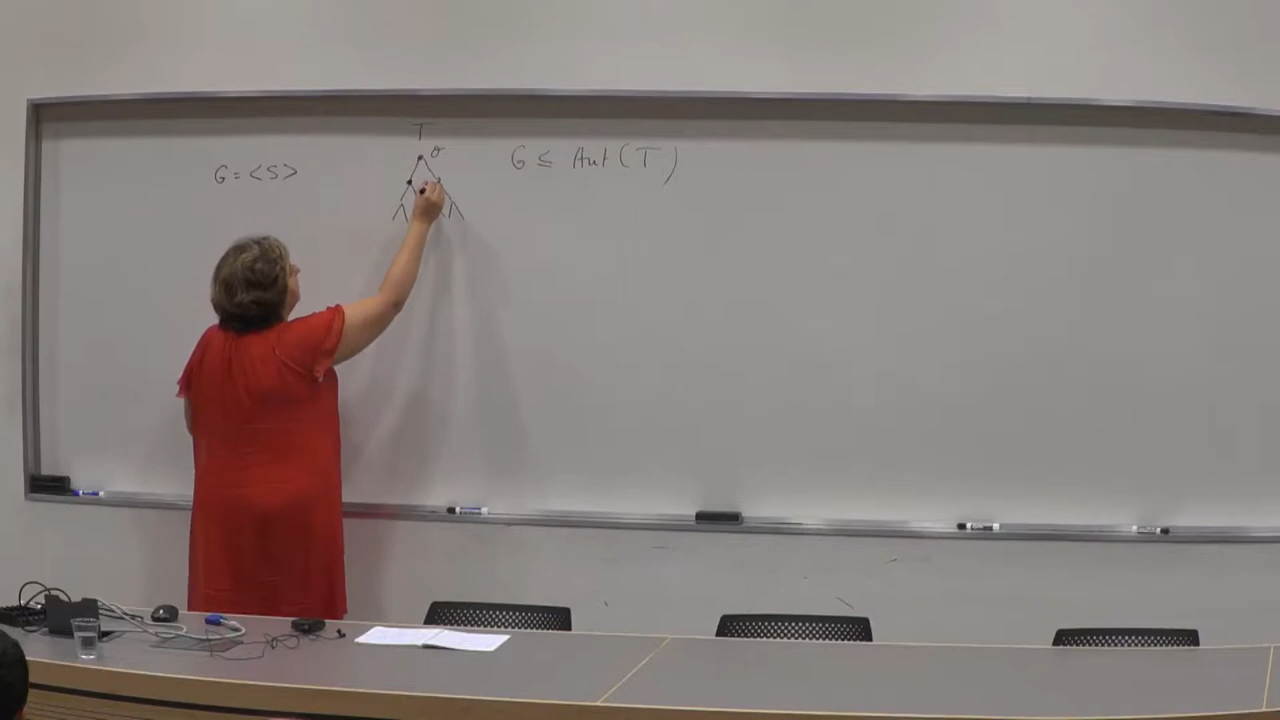 G = <S>
T
σ
G ≤ Aut(T)